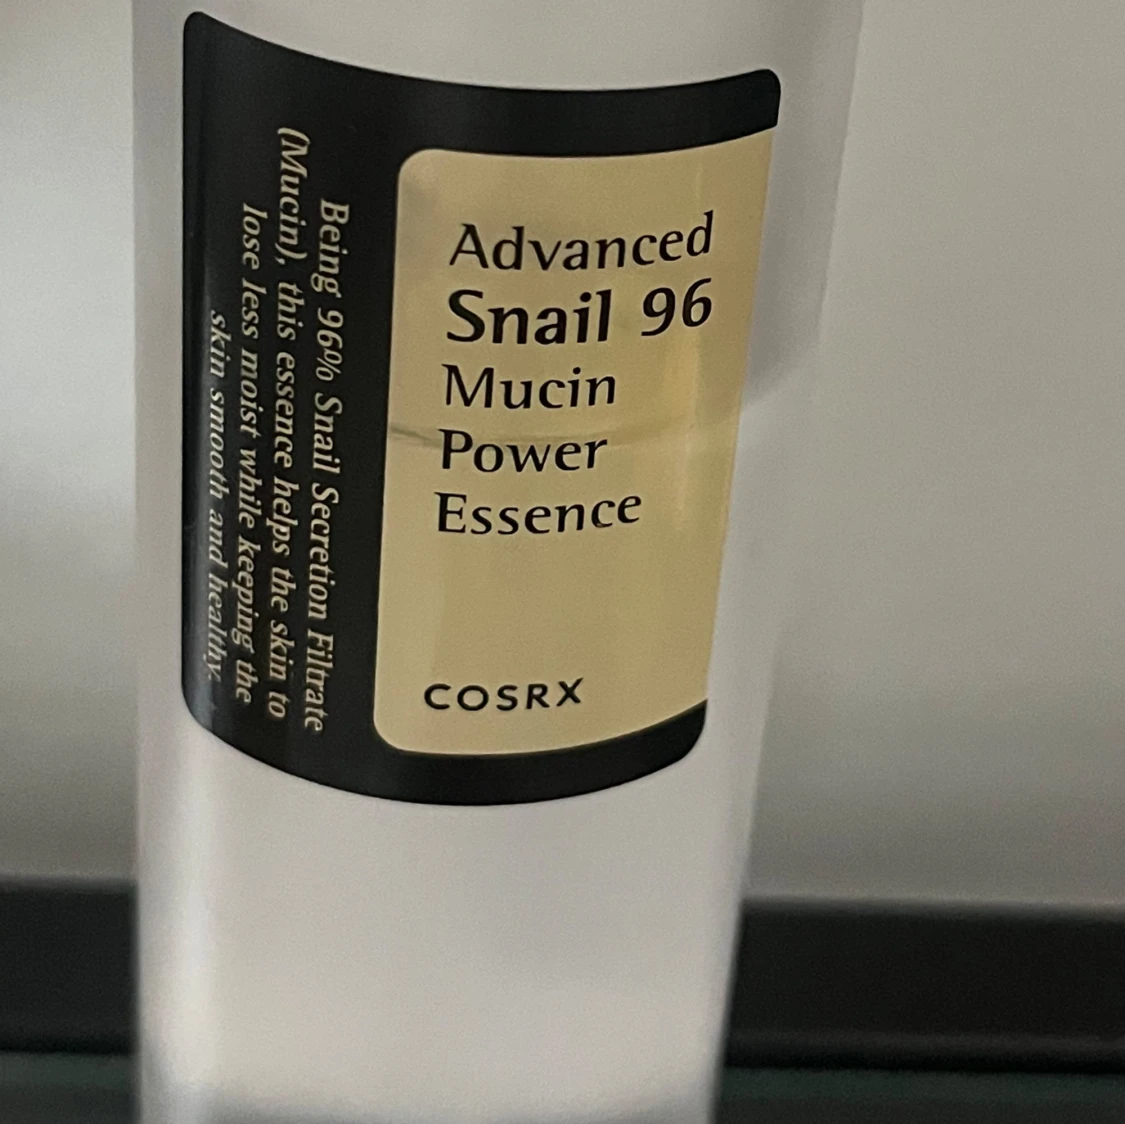 Advanced
Snail 96
Mucin
Power
Essence
COSRX
Being 96% Snail Secretion Filtrate
(Mucin), this essence helps the skin to
lose less moist while keeping the
skin smooth and healthy.